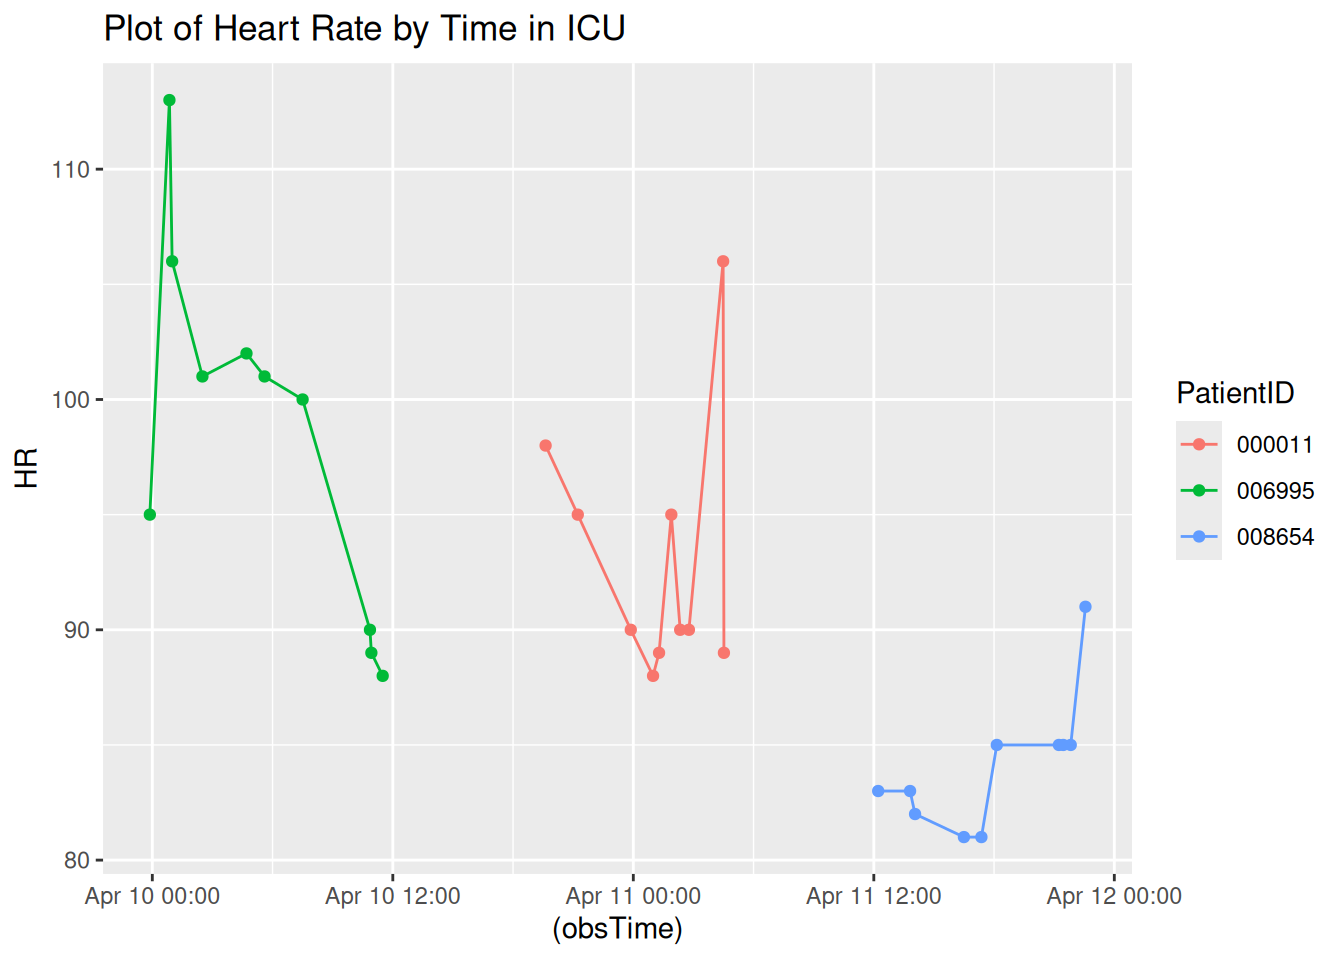 Plot of Heart Rate by Time in ICU
HR
110
100
90
80
Apr 10 00:00
Apr 10 12:00
Apr 11 00:00
Apr 11 12:00
Apr 12 00:00
(obsTime)
PatientID
000011
006995
008654